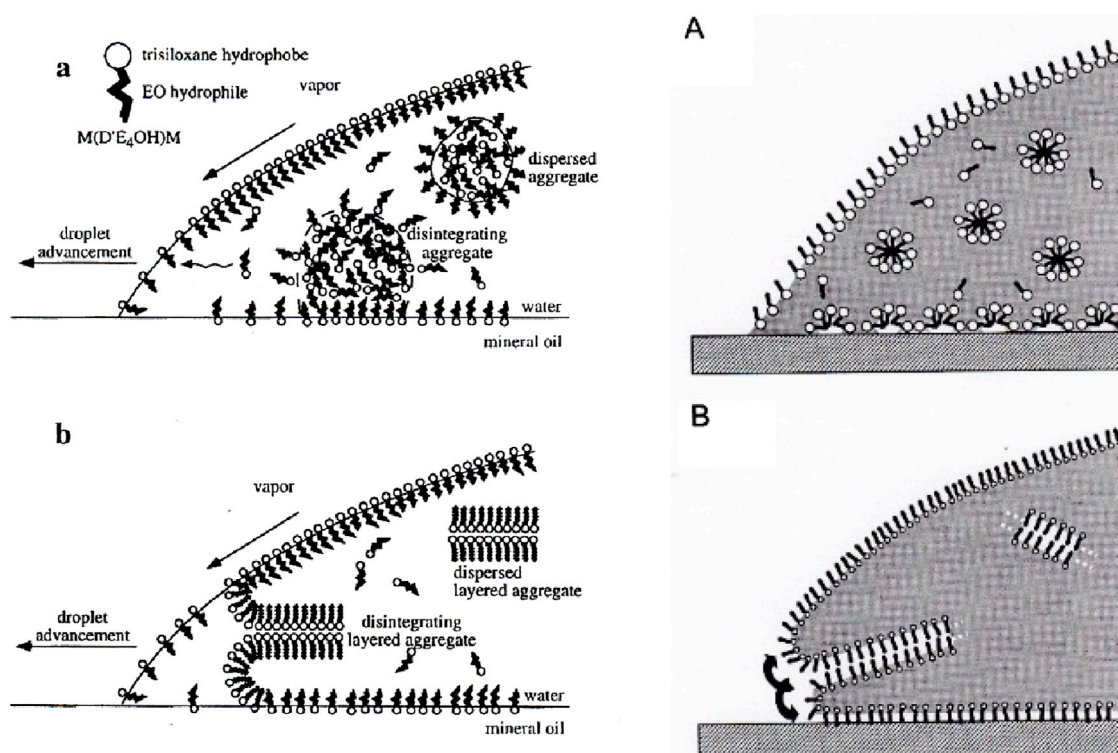 a
trisiloxane hydrophobe
EO hydrophile
M(D'E4OH)M
vapor
dispersed
aggregate
droplet
advancement
disintegrating
aggregate
water
mineral oil
b
vapor
dispersed
layered aggregate
droplet
advancement
disintegrating
layered aggregate
water
mineral oil
A
B